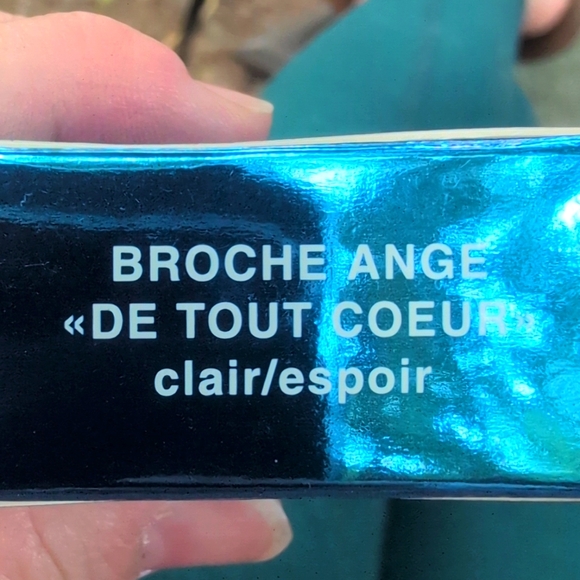 BROCHE ANGE
«DE TOUT COEUR»
clair/espoir